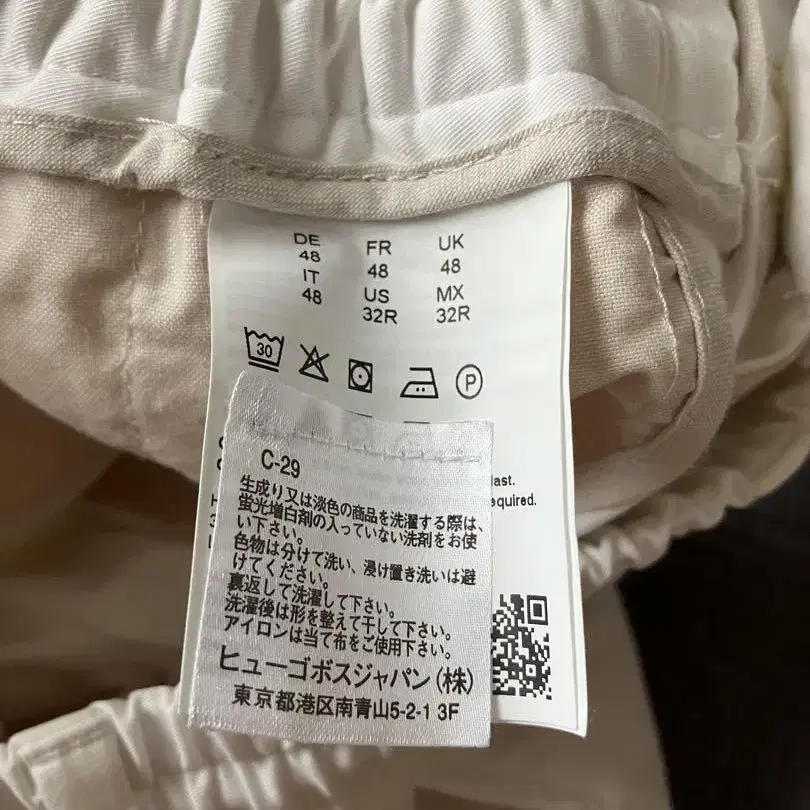 DE FR UK
48 48 48
IT US MX
48 32R 32R
30
P
C-29
last.
equired.
生成り又は淡色の商品を洗濯する際は、
蛍光増白剤の入っていない洗剤をお使
い下さい。
色物は分けて洗い、浸け置き洗いは避
けてください。
裏返して洗濯して下さい。
洗濯後は形を整えて干して下さい。
アイロンは当て布をご使用下さい。
ヒューゴボスジャパン(株)
東京都港区南青山5-2-1 3F